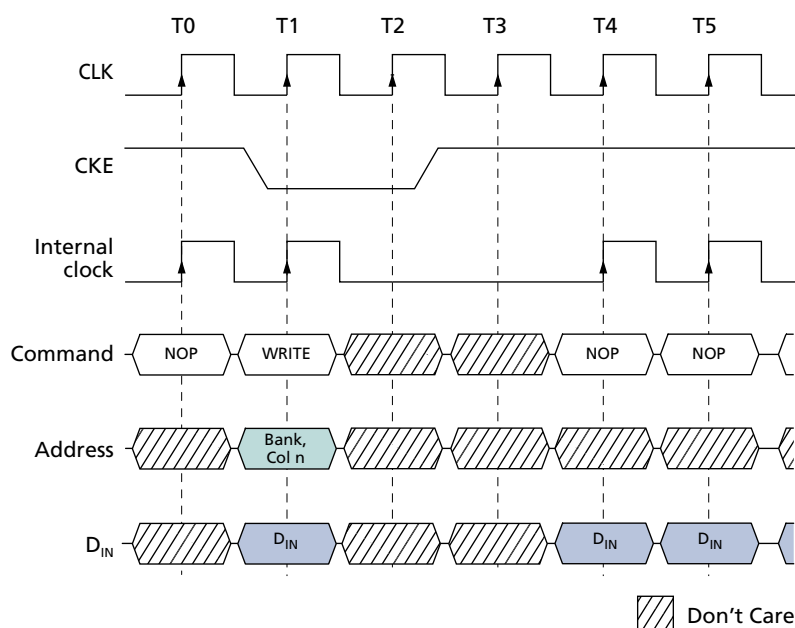 T0 T1 T2 T3 T4 T5
CLK
CKE
Internal
clock
Command NOP WRITE NOP NOP
Address Bank,
Col n
DIN DIN DIN DIN
Don't Care